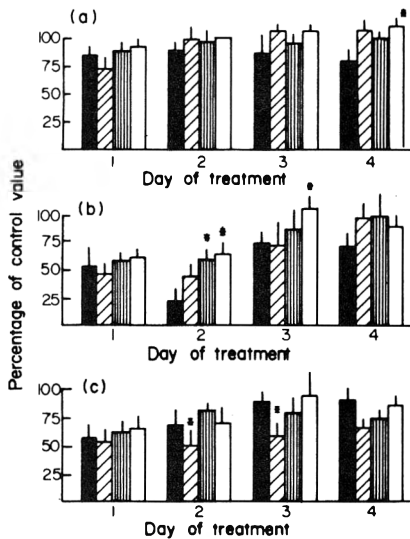 Percentage of control value
(a)
100
75
50
25
*
1 2 3 4
Day of treatment
(b)
100
75
50
25
* * *
1 2 3 4
Day of treatment
(c)
100
75
50
25
* *
1 2 3 4
Day of treatment